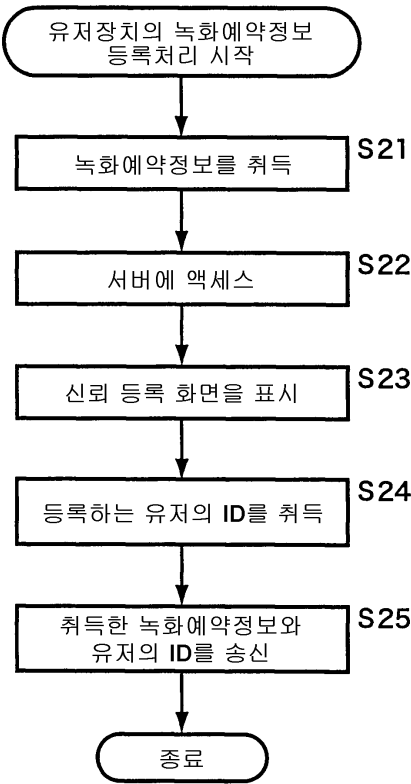 유저장치의 녹화예약정보
등록처리 시작
S21
녹화예약정보를 취득
S22
서버에 액세스
S23
신뢰 등록 화면을 표시
S24
등록하는 유저의 ID를 취득
S25
취득한 녹화예약정보와
유저의 ID를 송신
종료